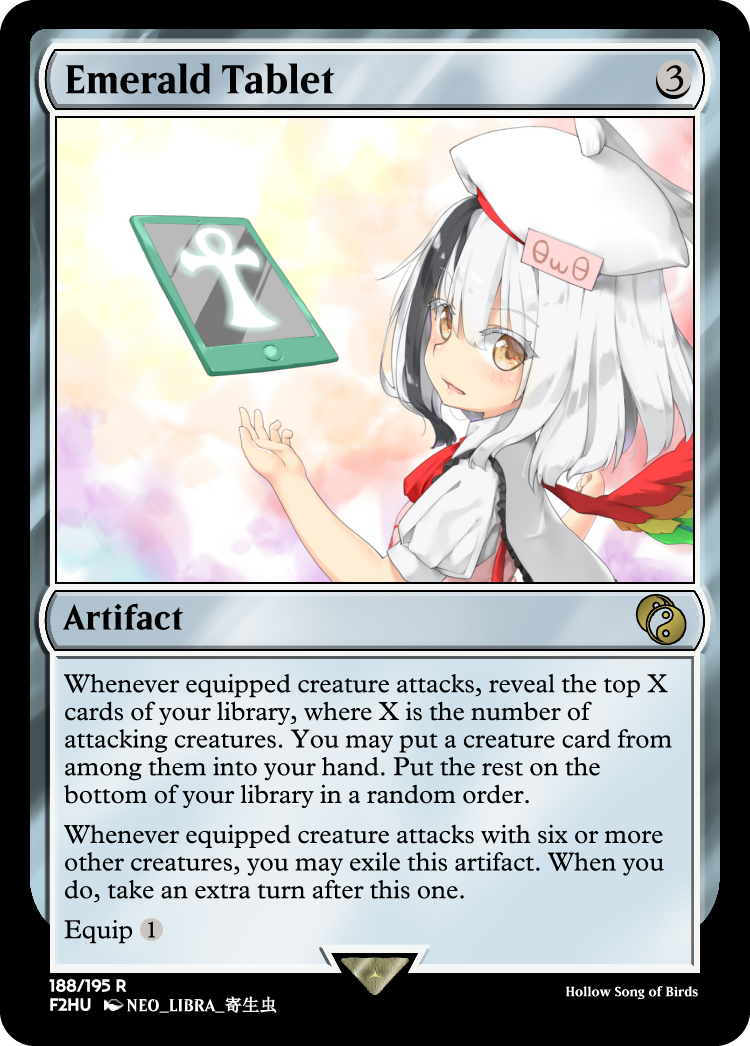 Emerald Tablet 3
θωθ
Artifact
Whenever equipped creature attacks, reveal the top X
cards of your library, where X is the number of
attacking creatures. You may put a creature card from
among them into your hand. Put the rest on the
bottom of your library in a random order.
Whenever equipped creature attacks with six or more
other creatures, you may exile this artifact. When you
do, take an extra turn after this one.
Equip 1
188/195 R
F2HU NEO_LIBRA_寄生虫
Hollow Song of Birds